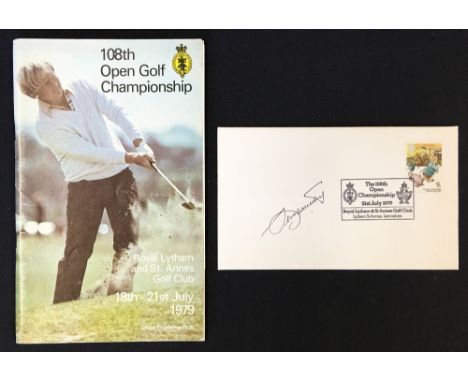 108th
Open Golf
Championship
Royal Lytham
and St. Annes
Golf Club
18th - 21st July
1979
9p
The 108th
Open
Championship
21st July 1979
Royal Lytham & St Annes Golf Club
Lytham St Annes, Lancashire